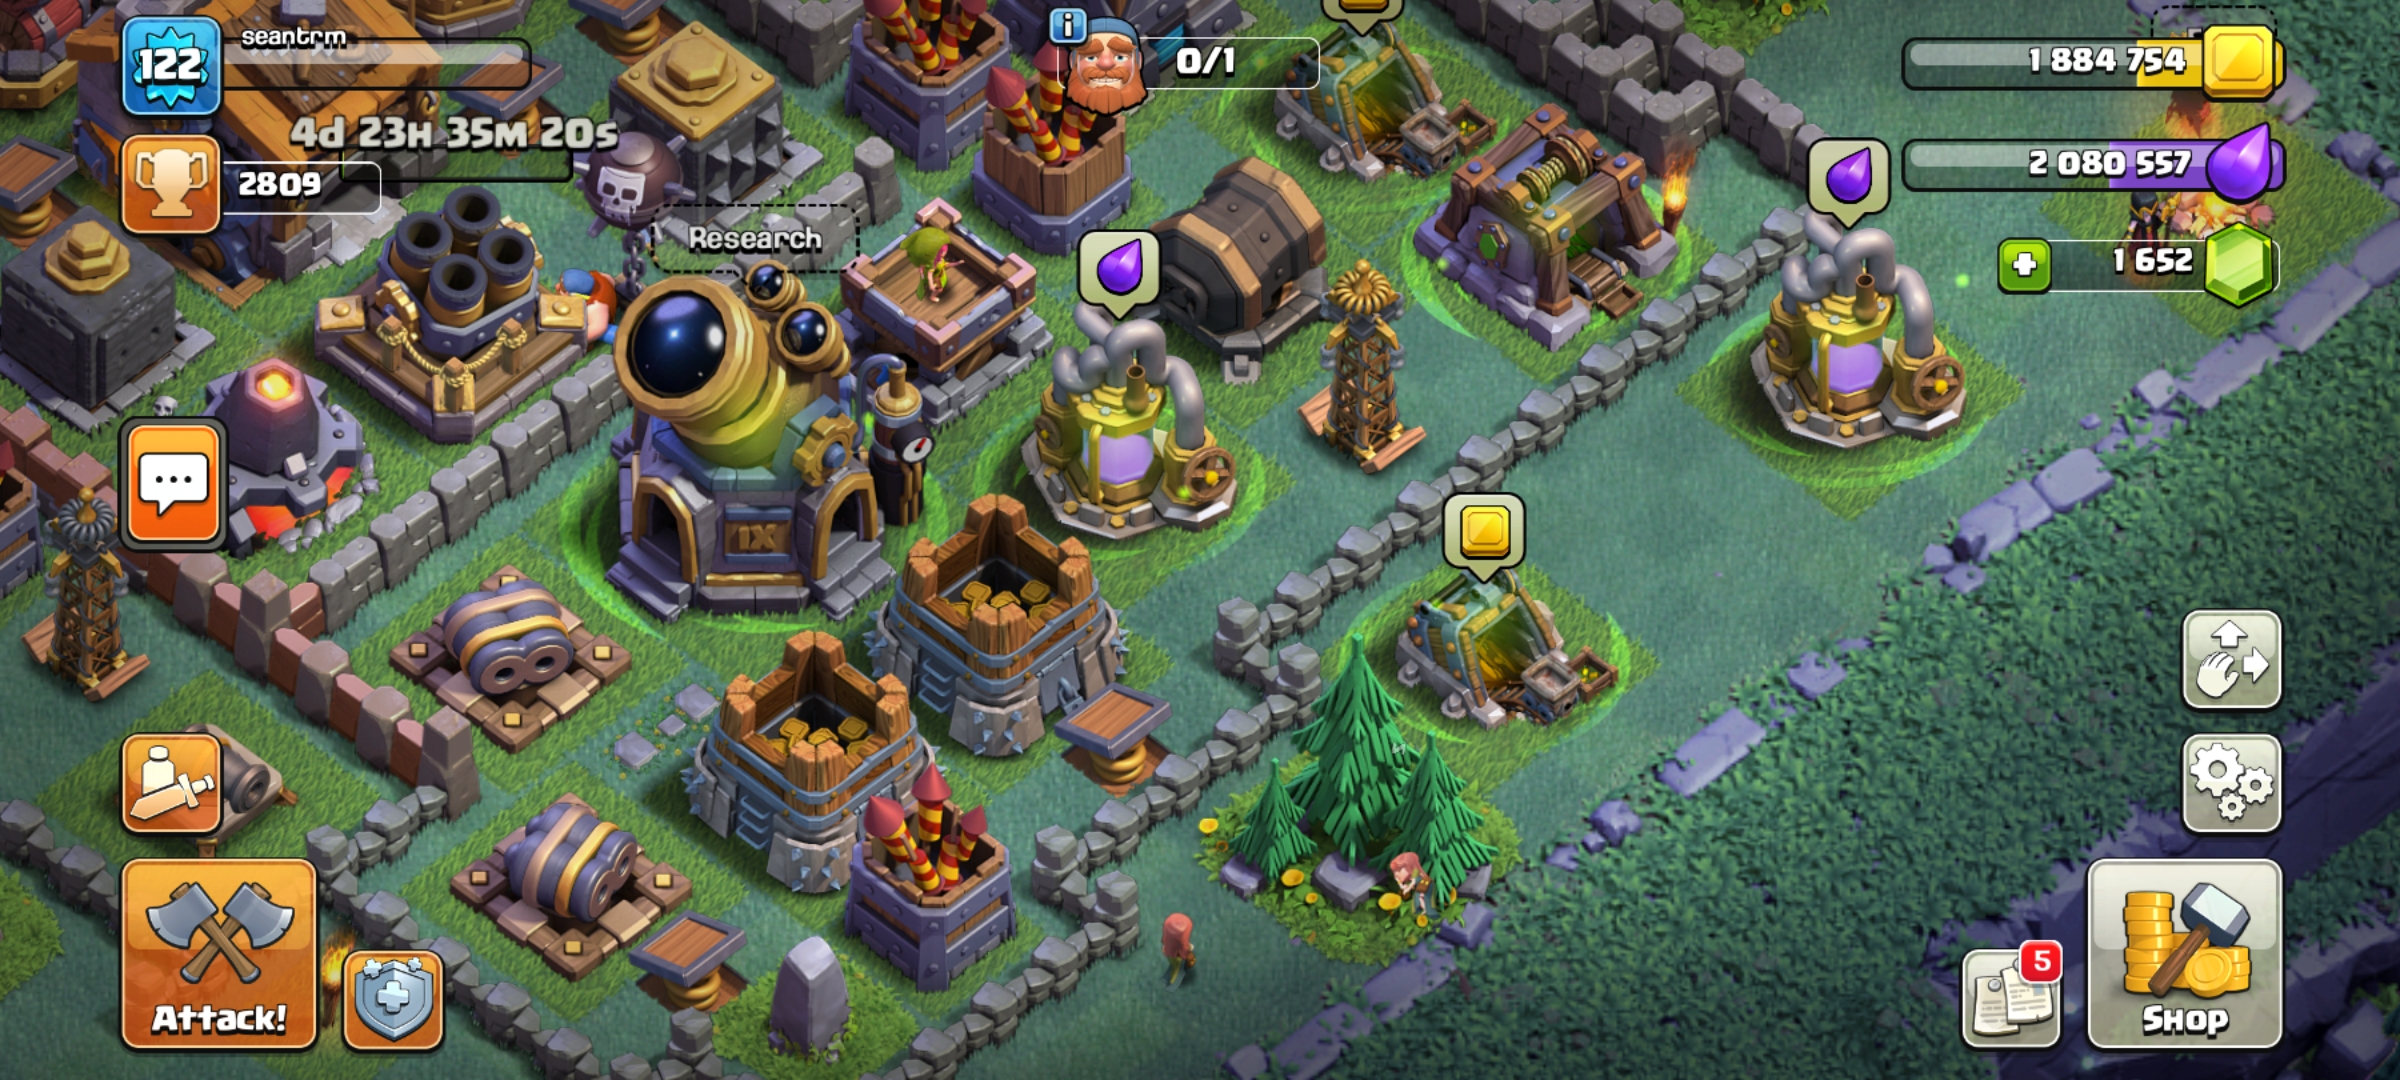 seantrm
122
0/1
1 884 754
4d 23H 35M 20s
2 080 557
2809
Research
1 652
IX
5
Attack!
Shop